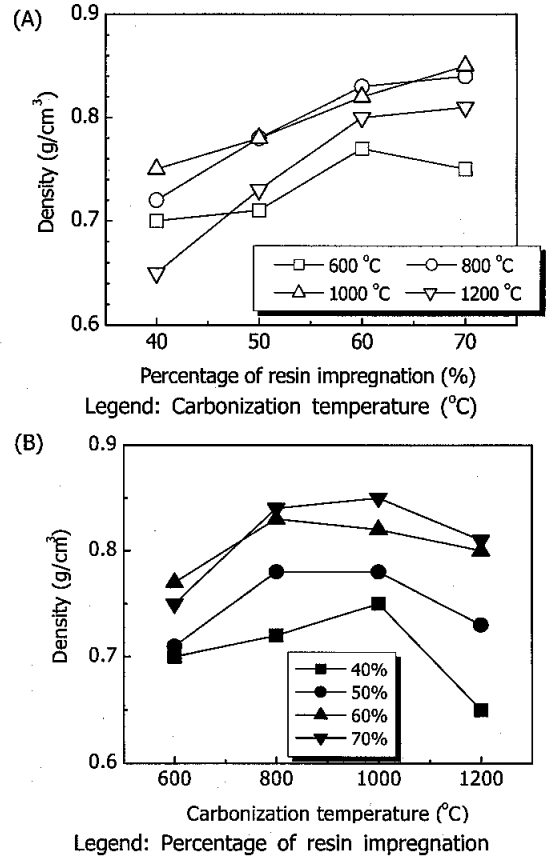 (A)
0.9
0.8
0.7
0.6
Density (g/cm³)
600 °C 800 °C
1000 °C 1200 °C
40 50 60 70
Percentage of resin impregnation (%)
Legend: Carbonization temperature (°C)
(B)
0.9
0.8
0.7
0.6
Density (g/cm³)
40%
50%
60%
70%
600 800 1000 1200
Carbonization temperature (°C)
Legend: Percentage of resin impregnation